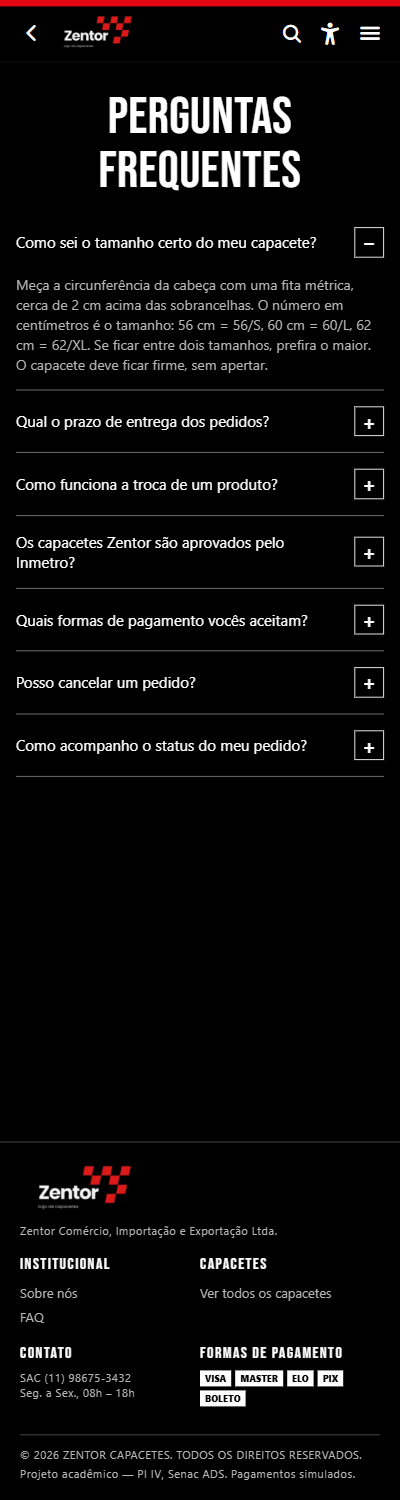 Zentor
loja de capacetes
PERGUNTAS
FREQUENTES
Como sei o tamanho certo do meu capacete?
−
Meça a circunferência da cabeça com uma fita métrica,
cerca de 2 cm acima das sobrancelhas. O número em
centímetros é o tamanho: 56 cm = 56/S, 60 cm = 60/L, 62
cm = 62/XL. Se ficar entre dois tamanhos, prefira o maior.
O capacete deve ficar firme, sem apertar.
Qual o prazo de entrega dos pedidos?
+
Como funciona a troca de um produto?
+
Os capacetes Zentor são aprovados pelo
Inmetro?
+
Quais formas de pagamento vocês aceitam?
+
Posso cancelar um pedido?
+
Como acompanho o status do meu pedido?
+
Zentor
loja de capacetes
Zentor Comércio, Importação e Exportação Ltda.
INSTITUCIONAL
Sobre nós
FAQ
CAPACETES
Ver todos os capacetes
CONTATO
SAC (11) 98675-3432
Seg. a Sex., 08h – 18h
FORMAS DE PAGAMENTO
VISA MASTER ELO PIX
BOLETO
© 2026 ZENTOR CAPACETES. TODOS OS DIREITOS RESERVADOS.
Projeto acadêmico — PI IV, Senac ADS. Pagamentos simulados.